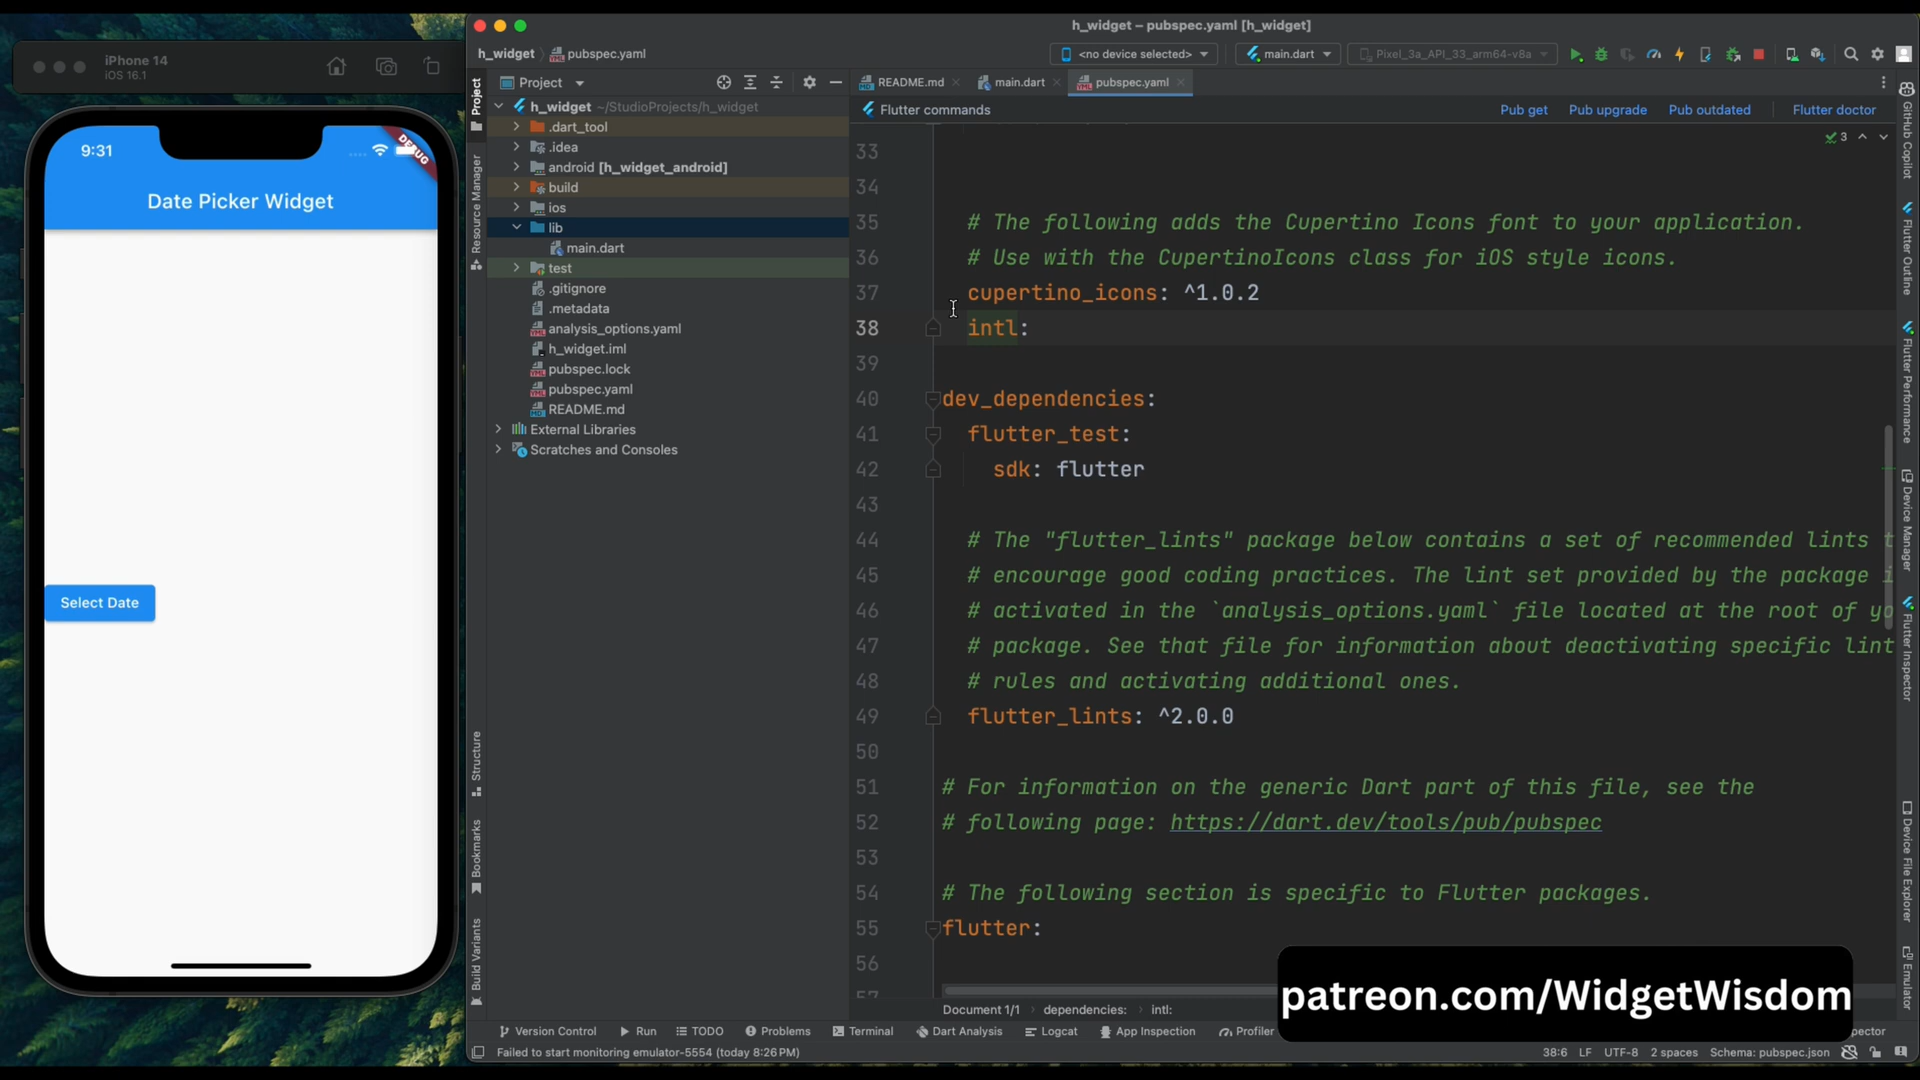 iPhone 14
iOS 16.1
9:31
DEBUG
Date Picker Widget
Select Date
h_widget – pubspec.yaml [h_widget]
h_widget
pubspec.yaml
<no device selected>
main.dart
Pixel_3a_API_33_arm64-v8a
Project
Resource Manager
Structure
Bookmarks
Build Variants
Project
h_widget ~/StudioProjects/h_widget
.dart_tool
.idea
android [h_widget_android]
build
ios
lib
main.dart
test
.gitignore
.metadata
analysis_options.yaml
h_widget.iml
pubspec.lock
pubspec.yaml
README.md
External Libraries
Scratches and Consoles
README.md
main.dart
pubspec.yaml
Flutter commands
Pub get
Pub upgrade
Pub outdated
Flutter doctor
3
33
34
35 # The following adds the Cupertino Icons font to your application.
36 # Use with the CupertinoIcons class for iOS style icons.
37 cupertino_icons: ^1.0.2
38 intl:
39
40 dev_dependencies:
41 flutter_test:
42 sdk: flutter
43
44 # The "flutter_lints" package below contains a set of recommended lints
45 # encourage good coding practices. The lint set provided by the package
46 # activated in the `analysis_options.yaml` file located at the root of
47 # package. See that file for information about deactivating specific lint
48 # rules and activating additional ones.
49 flutter_lints: ^2.0.0
50
51 # For information on the generic Dart part of this file, see the
52 # following page: https://dart.dev/tools/pub/pubspec
53
54 # The following section is specific to Flutter packages.
55 flutter:
56
57
Document 1/1
dependencies:
intl:
GitHub Copilot
Flutter Outline
Flutter Performance
Device Manager
Flutter Inspector
Device File Explorer
Emulator
patreon.com/WidgetWisdom
Version Control
Run
TODO
Problems
Terminal
Dart Analysis
Logcat
App Inspection
Profiler
Failed to start monitoring emulator-5554 (today 8:26 PM)
38:6
LF
UTF-8
2 spaces
Schema: pubspec.json